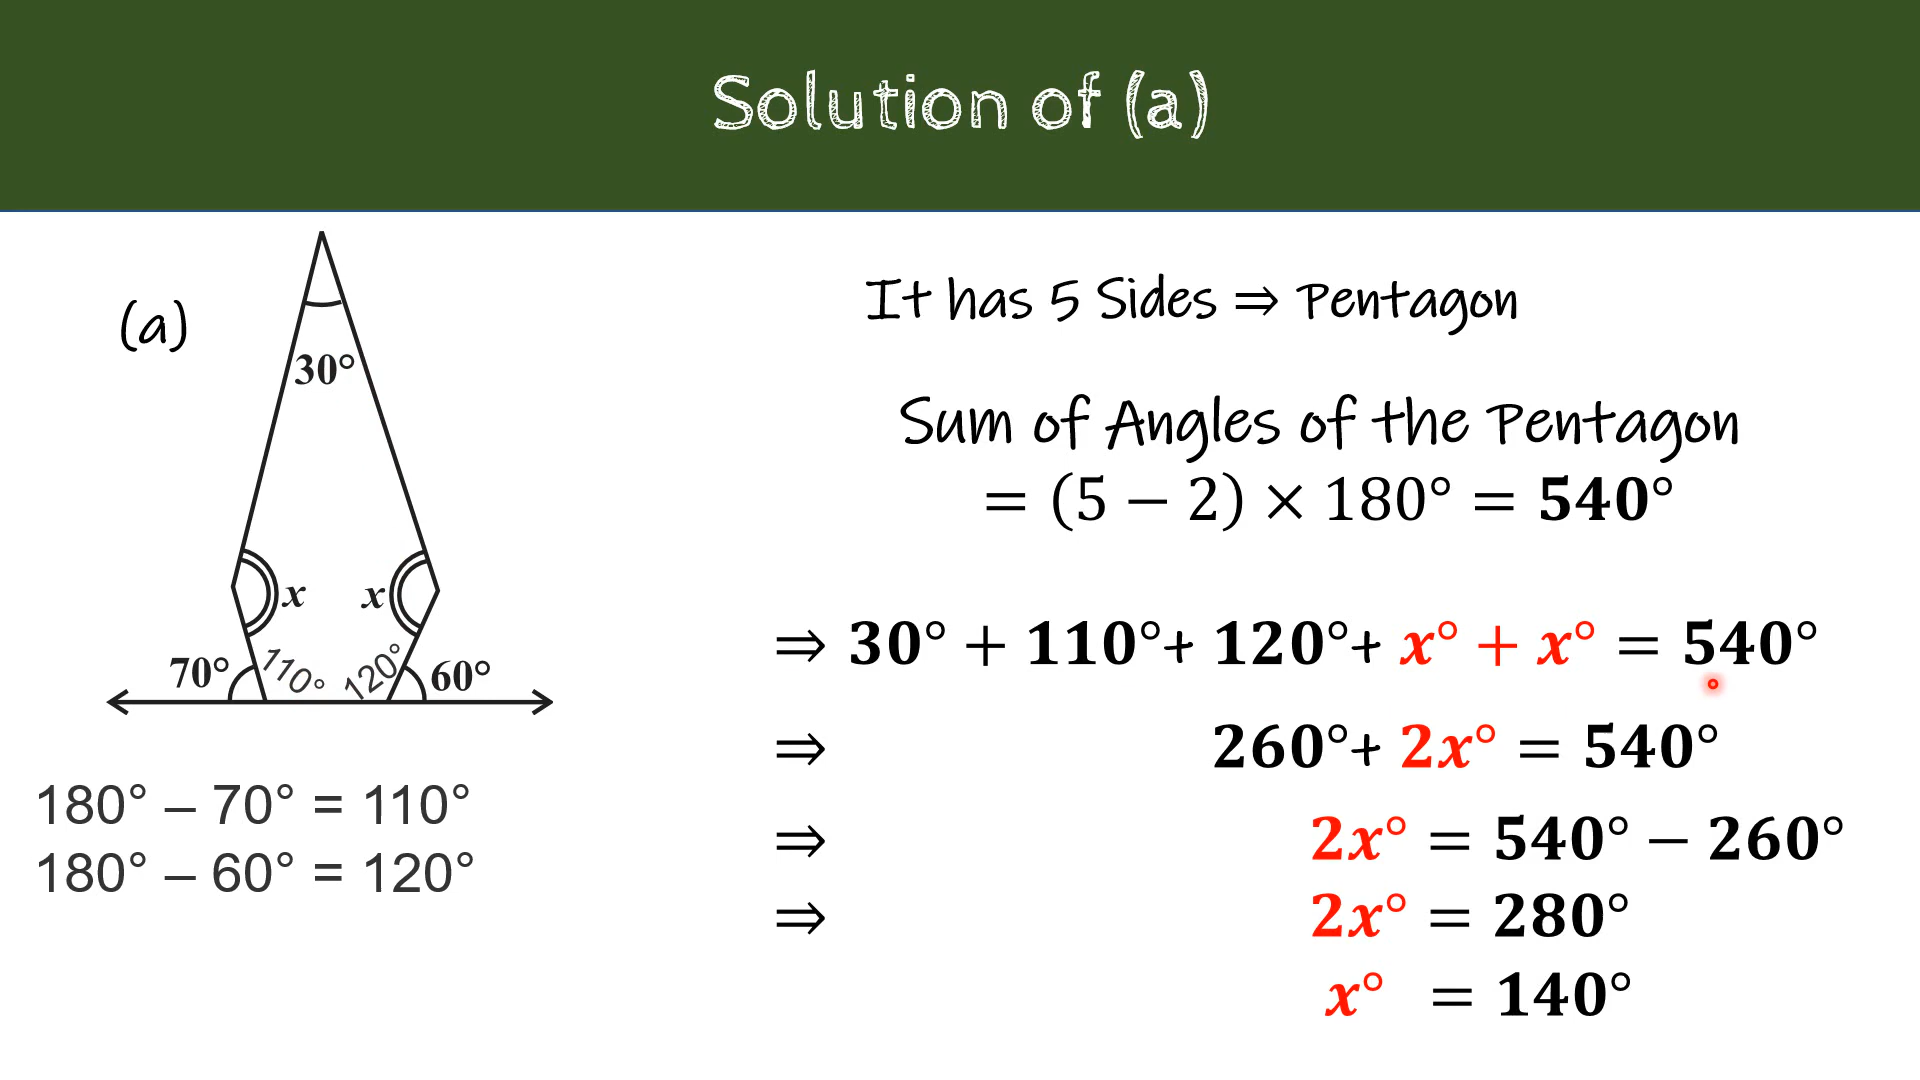 Solution of (a)
(a)
30°
x x
70° 110° 120° 60°
180° – 70° = 110°
180° – 60° = 120°
It has 5 Sides ⇒ Pentagon
Sum of Angles of the Pentagon
= (5 − 2) × 180° = 540°
⇒ 30° + 110°+ 120°+ x° + x° = 540°
⇒ 260°+ 2x° = 540°
⇒ 2x° = 540° − 260°
⇒ 2x° = 280°
x° = 140°